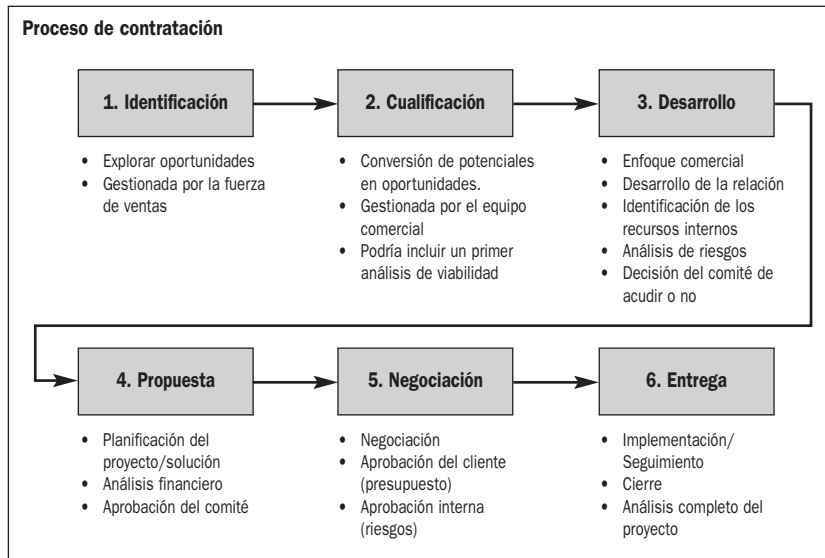 Proceso de contratación
1. Identificación
• Explorar oportunidades
• Gestionada por la fuerza
de ventas
2. Cualificación
• Conversión de potenciales
en oportunidades.
• Gestionada por el equipo
comercial
• Podría incluir un primer
análisis de viabilidad
3. Desarrollo
• Enfoque comercial
• Desarrollo de la relación
• Identificación de los
recursos internos
• Análisis de riesgos
• Decisión del comité de
acudir o no
4. Propuesta
• Planificación del
proyecto/solución
• Análisis financiero
• Aprobación del comité
5. Negociación
• Negociación
• Aprobación del cliente
(presupuesto)
• Aprobación interna
(riesgos)
6. Entrega
• Implementación/
Seguimiento
• Cierre
• Análisis completo del
proyecto